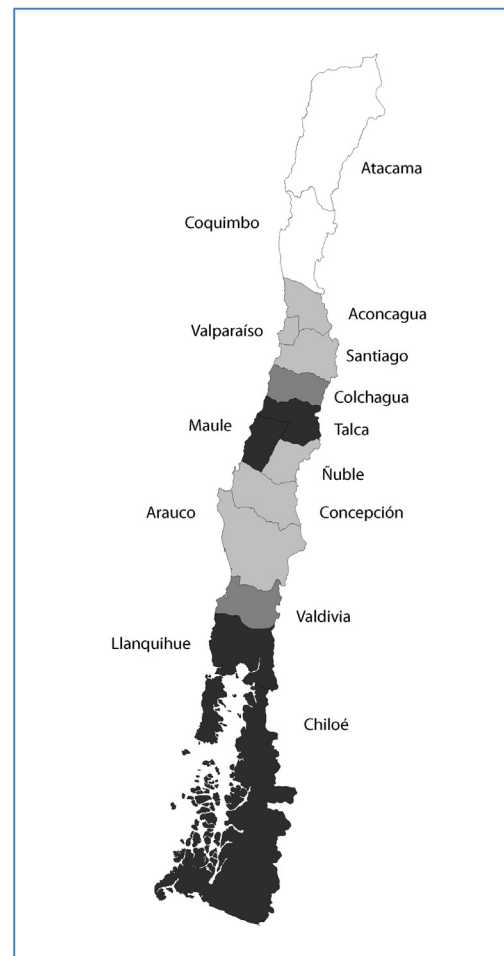 Atacama
Coquimbo
Aconcagua
Valparaíso
Santiago
Colchagua
Maule
Talca
Ñuble
Arauco
Concepción
Valdivia
Llanquihue
Chiloé